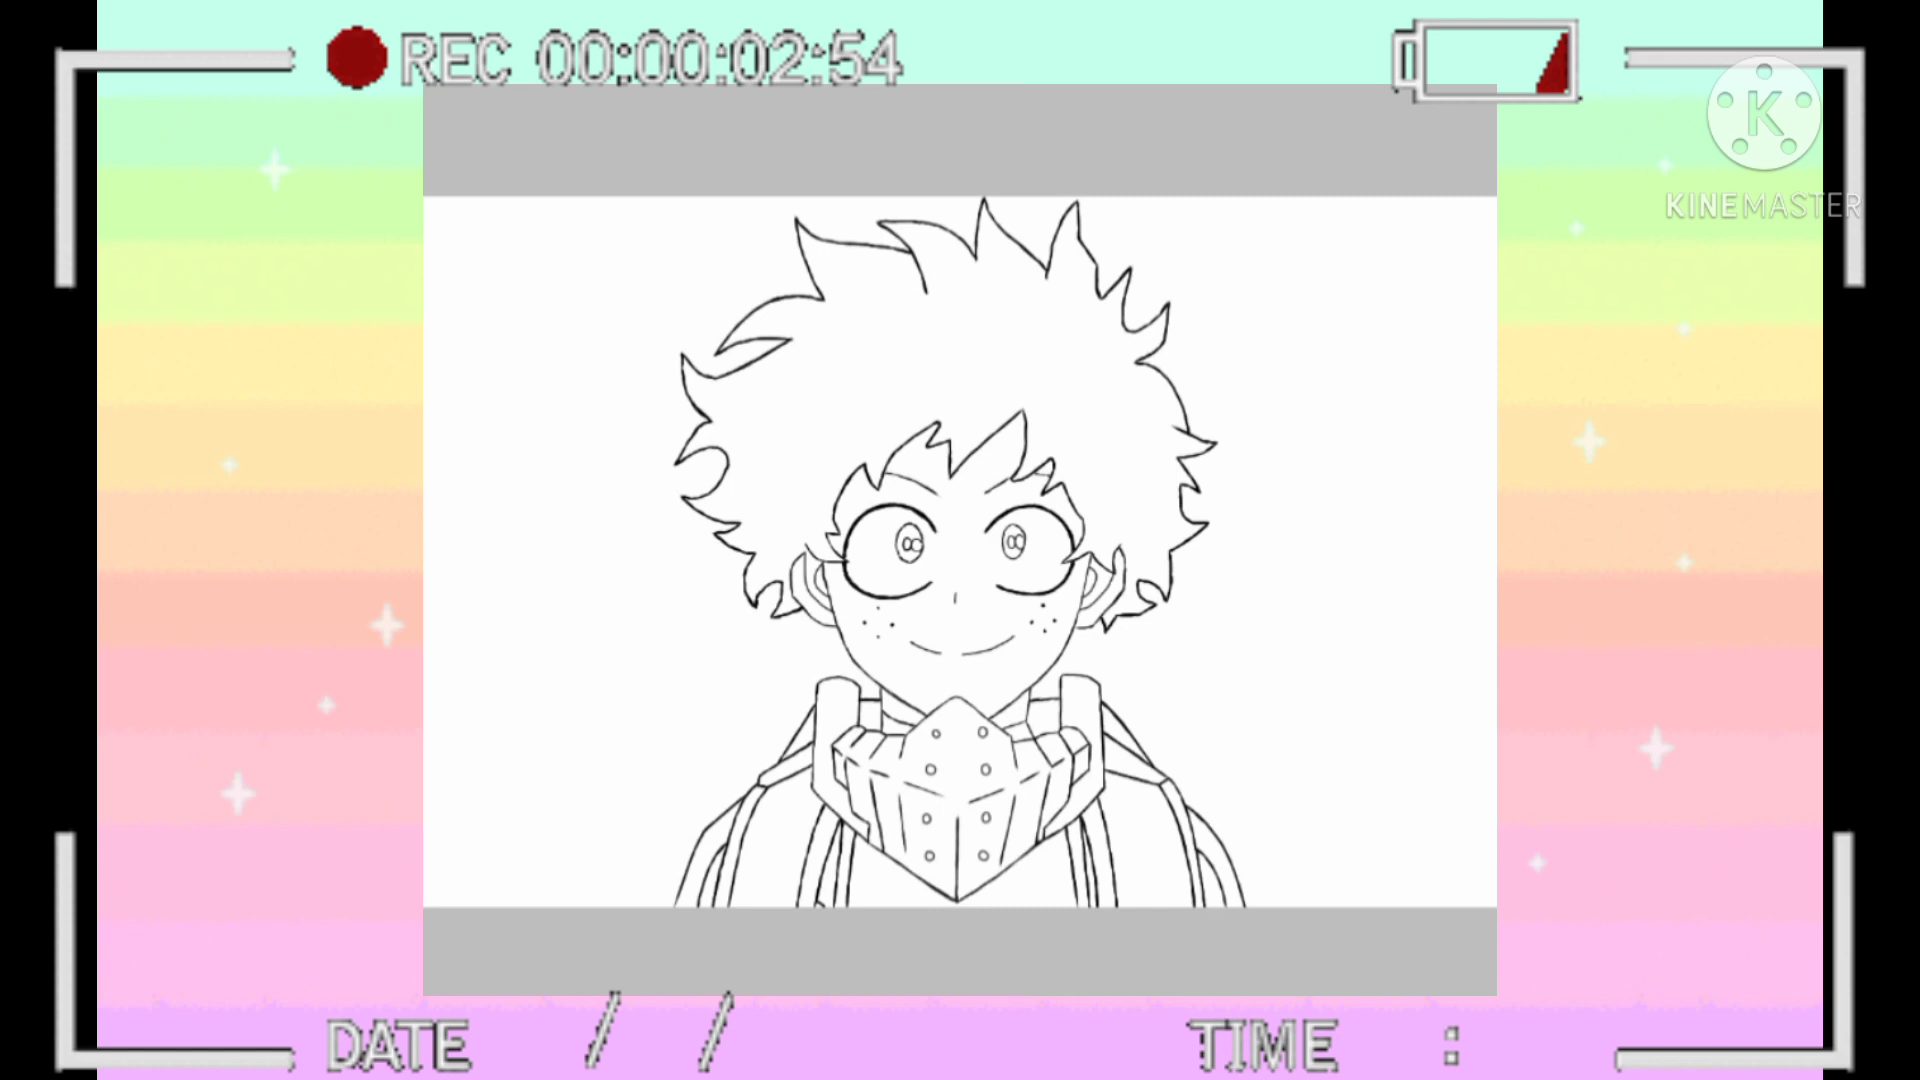 REC 00:00:02:54
K
KINEMASTER
DATE / /
TIME :